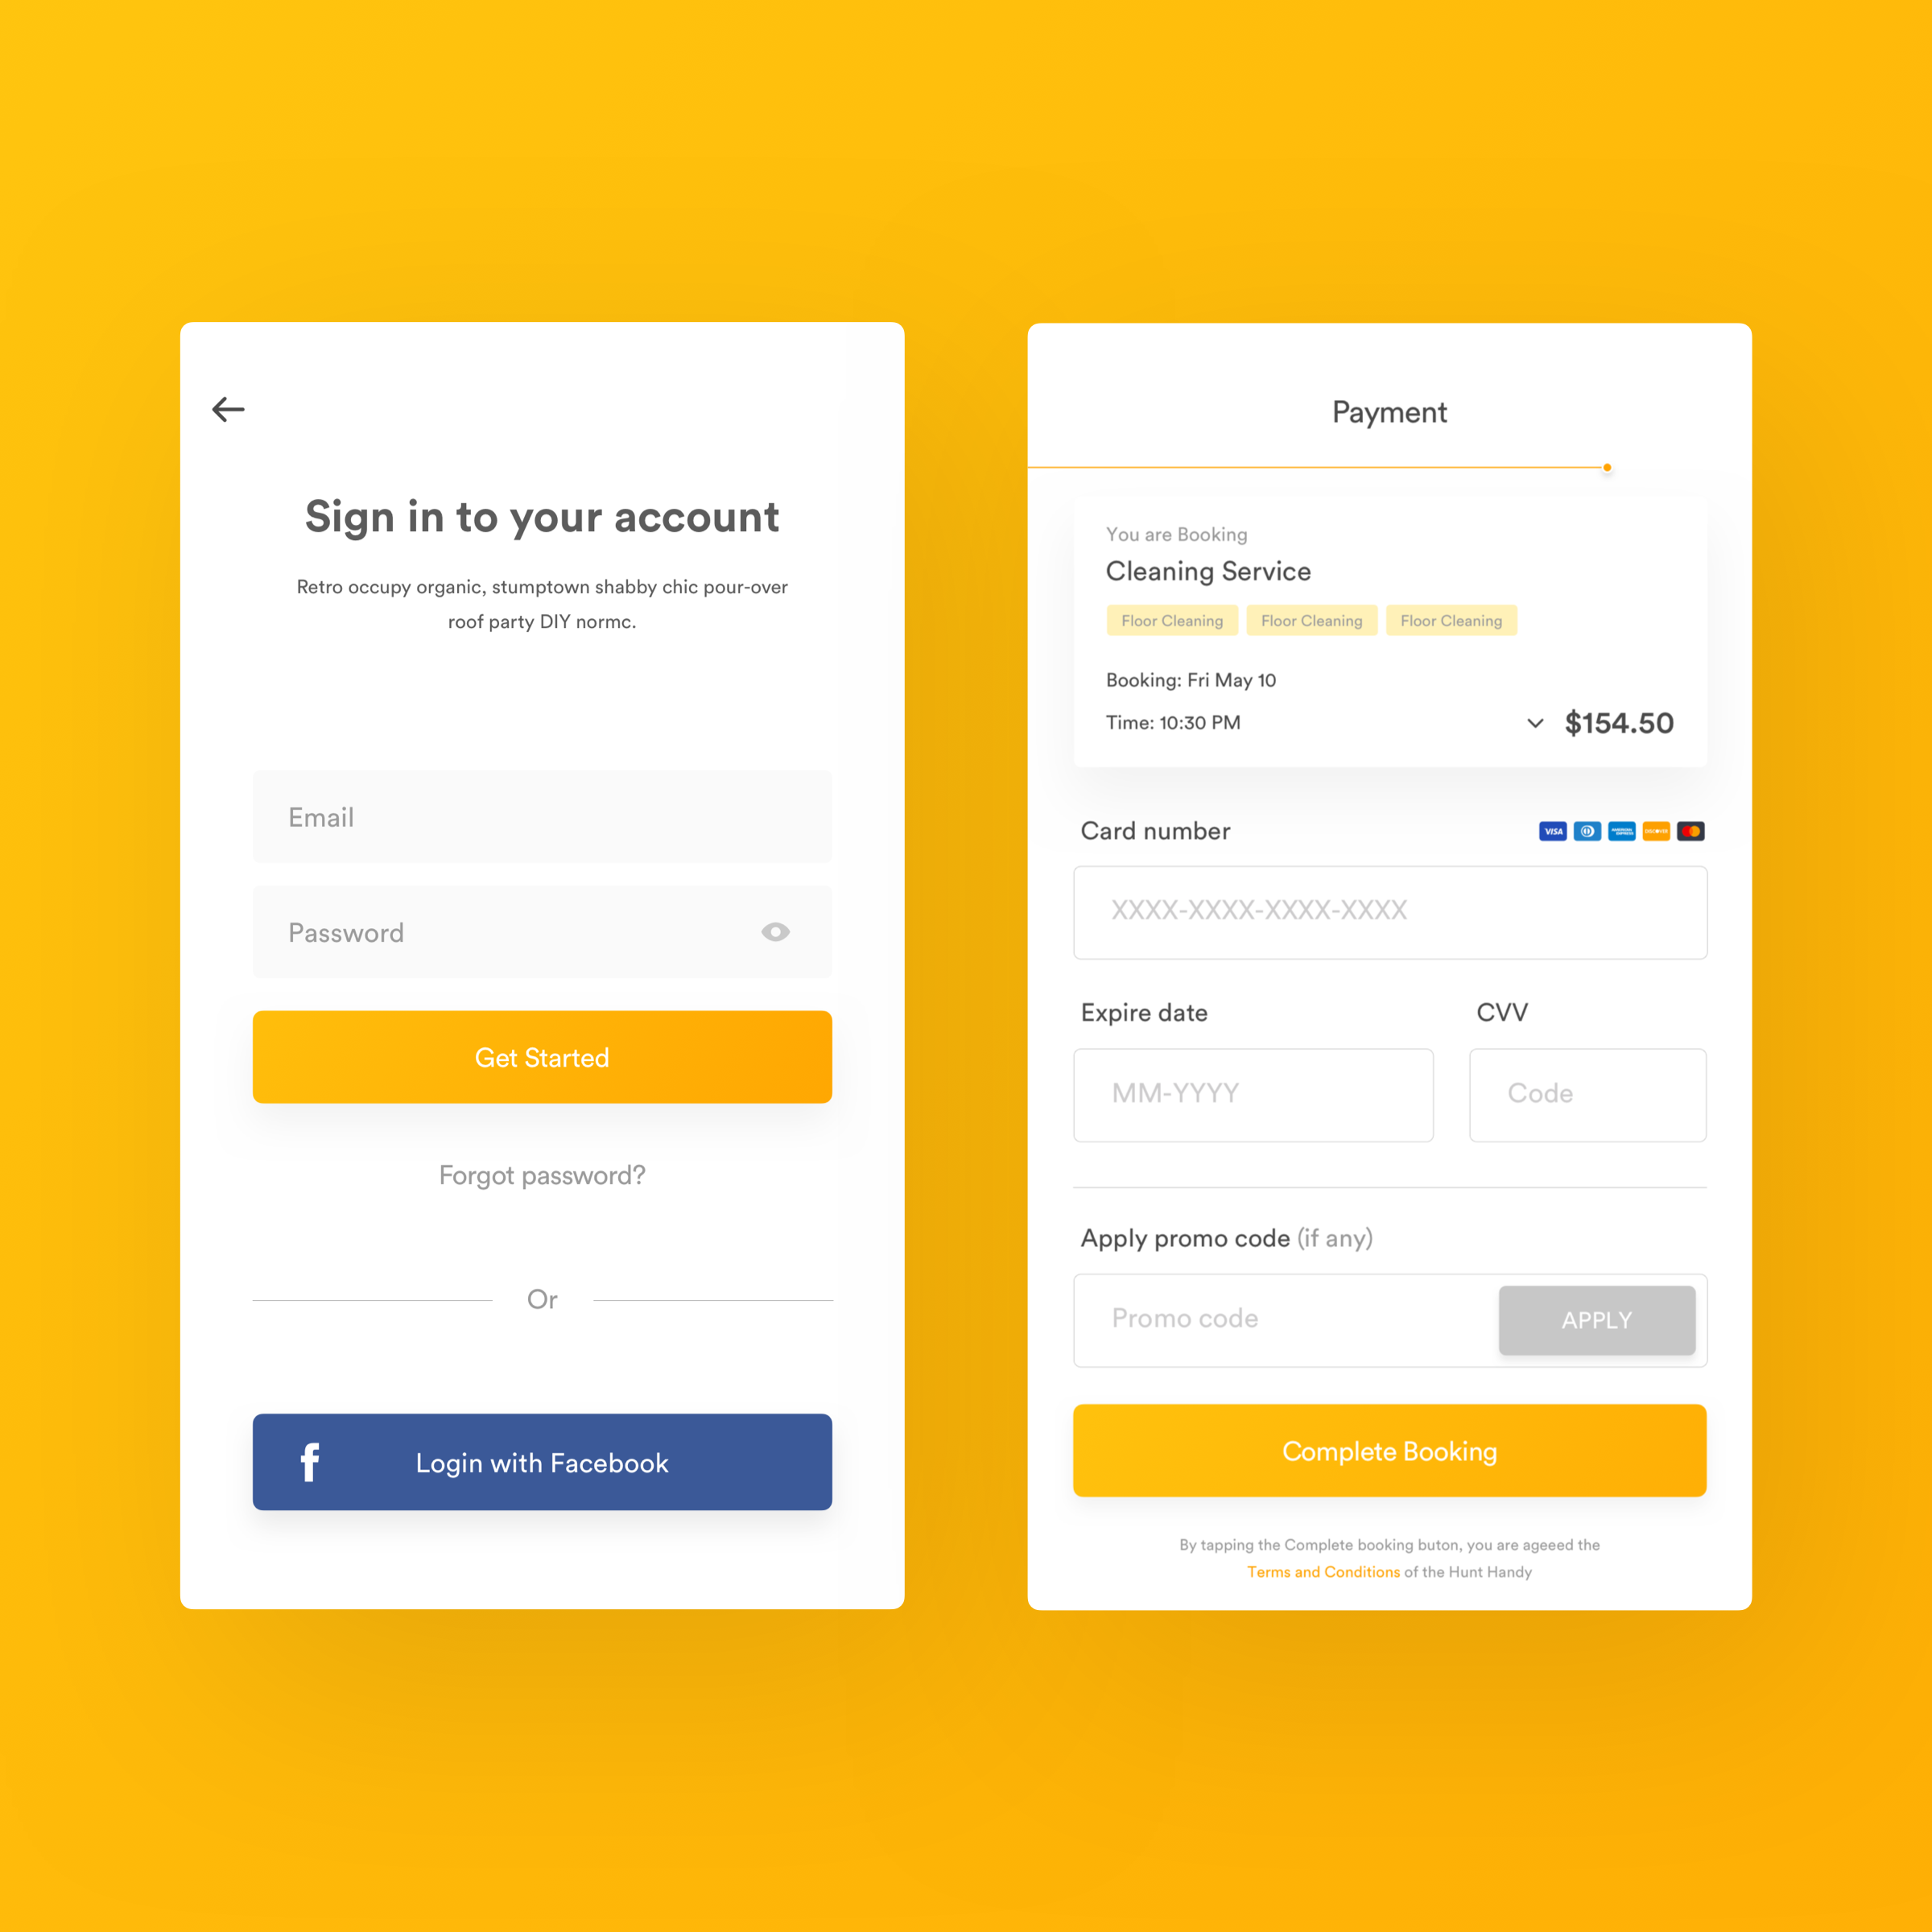 Sign in to your account
Retro occupy organic, stumptown shabby chic pour-over
roof party DIY normc.
Email
Password
Get Started
Forgot password?
Or
f
Login with Facebook
Payment
You are Booking
Cleaning Service
Floor Cleaning Floor Cleaning Floor Cleaning
Booking: Fri May 10
Time: 10:30 PM
$154.50
Card number
VISA
AMERICAN EXPRESS
DISCOVER
XXXX-XXXX-XXXX-XXXX
Expire date
CVV
MM-YYYY
Code
Apply promo code (if any)
Promo code
APPLY
Complete Booking
By tapping the Complete booking buton, you are ageeed the
Terms and Conditions of the Hunt Handy